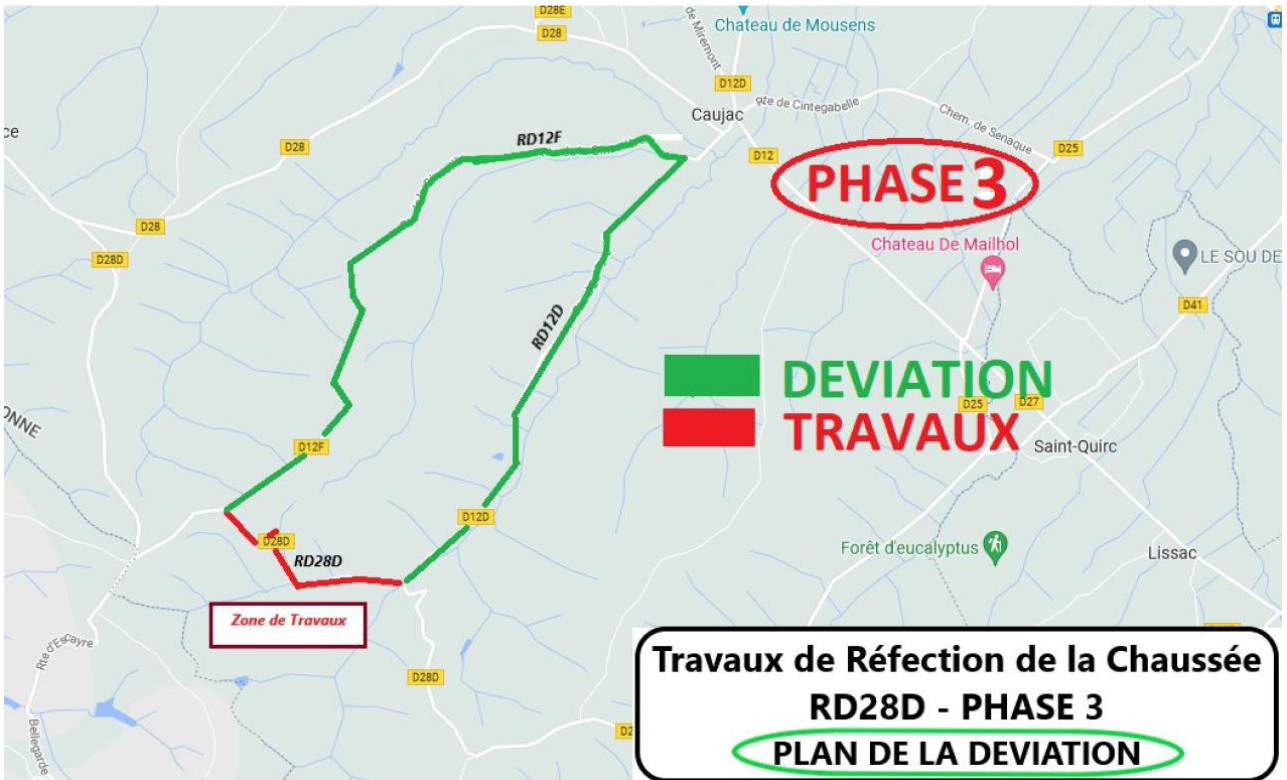 D28E
D28
Chateau de Mousens
de Miremont
D12D
Rte de Cintegabelle
Caujac
Chem. de Senaque
ce
RD12F
D28
D12
D25
PHASE 3
D28
Chateau De Mailhol
D28D
LE SOU DE
D41
RD12D
DEVIATION
D25
D27
TRAVAUX
ONNE
D12F
Saint-Quirc
D12D
D28D
Forêt d'eucalyptus
Lissac
RD28D
Zone de Travaux
Rte d'EsCayre
D28D
Bellegarde
D2
Travaux de Réfection de la Chaussée
RD28D - PHASE 3
PLAN DE LA DEVIATION